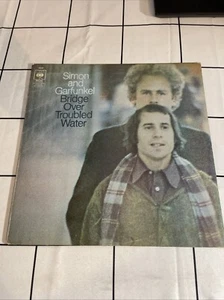 Simon
and
Garfunkel
Bridge
Over
Troubled
Water